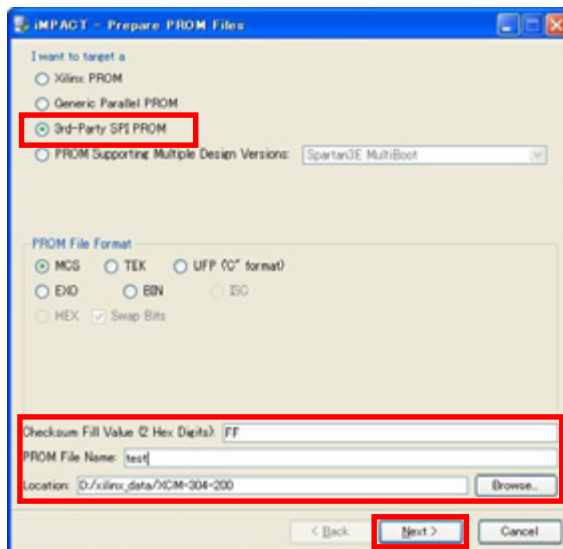 iMPACT - Prepare PROM Files
I want to target a
Xilinx PROM
Generic Parallel PROM
3rd-Party SPI PROM
PROM Supporting Multiple Design Versions: Spartan3E MultiBoot
PROM File Format
MCS TEK UFP ("C" format)
EXO BIN ISC
HEX Swap Bits
Checksum Fill Value (2 Hex Digits): FF
PROM File Name: test
Location: D:/xilinx_data/XCM-304-200 Browse...
< Back Next > Cancel